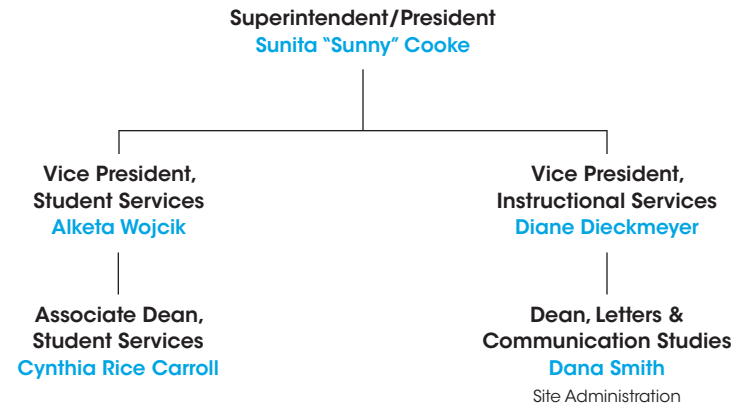 Superintendent/President
Sunita “Sunny” Cooke
Vice President,
Student Services
Alketa Wojcik
Vice President,
Instructional Services
Diane Dieckmeyer
Associate Dean,
Student Services
Cynthia Rice Carroll
Dean, Letters &
Communication Studies
Dana Smith
Site Administration